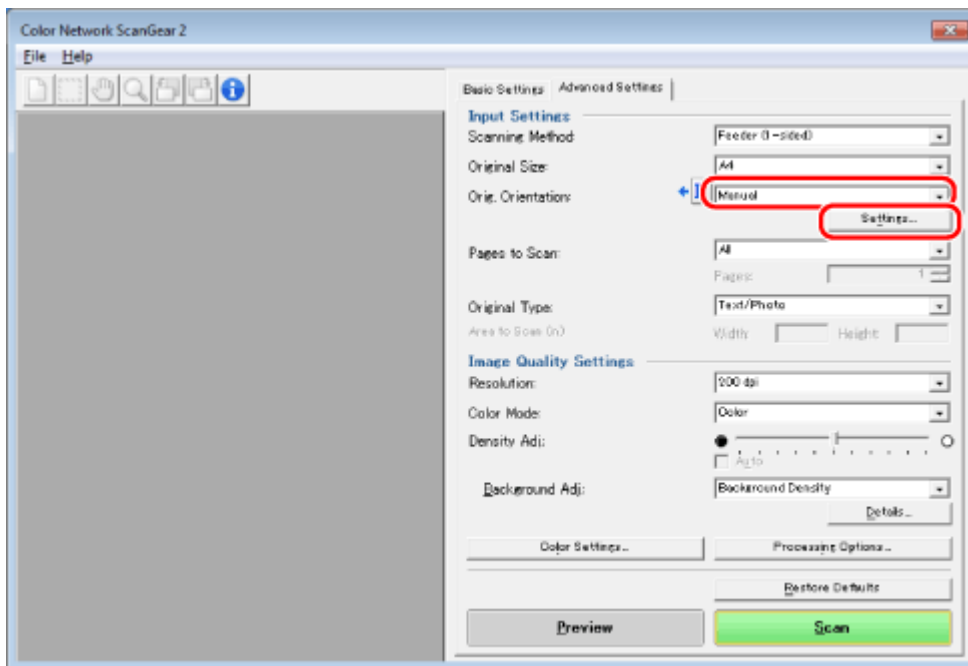 Color Network ScanGear 2
File Help
Basic Settings Advanced Settings
Input Settings
Scanning Method: Feeder (1-sided)
Original Size: A4
Orig. Orientation: Manual
Settings...
Pages to Scan: All
Pages: 1
Original Type: Text/Photo
Area to Scan (in) Width: Height:
Image Quality Settings
Resolution: 200 dpi
Color Mode: Color
Density Adj:
Auto
Background Adj: Background Density
Details...
Color Settings... Processing Options...
Restore Defaults
Preview Scan